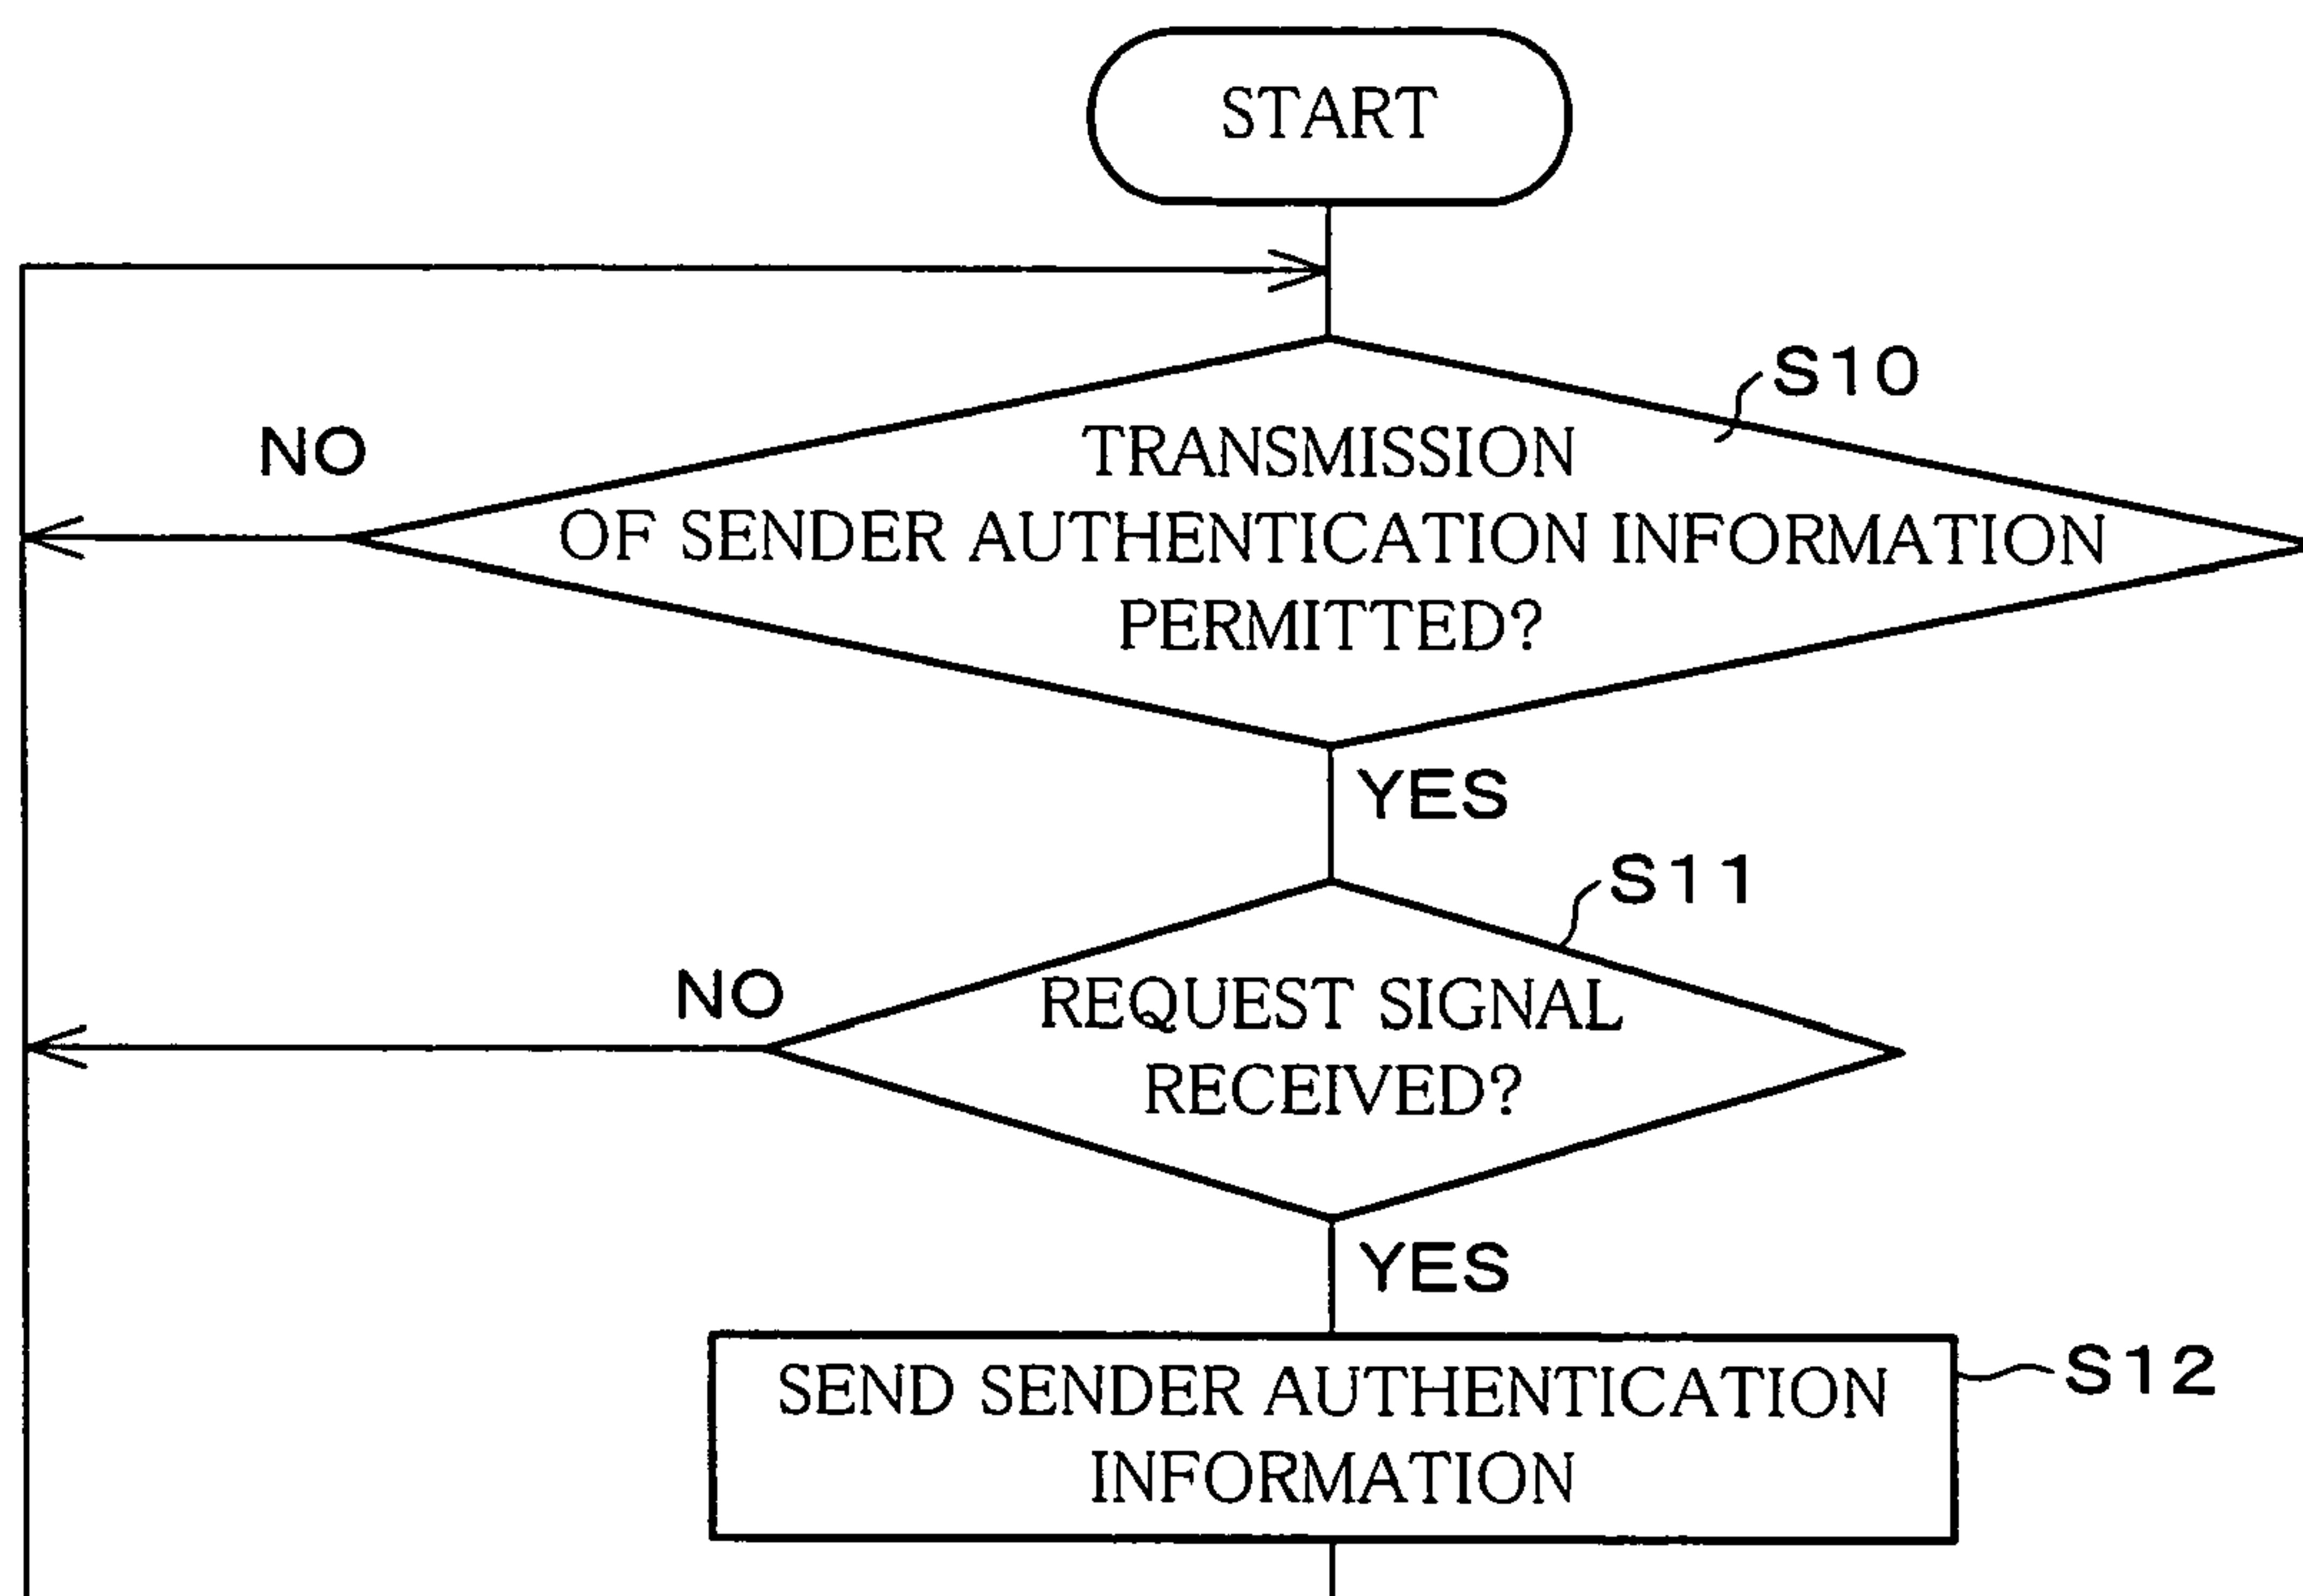 START
S10
NO
TRANSMISSION
OF SENDER AUTHENTICATION INFORMATION
PERMITTED?
YES
S11
NO
REQUEST SIGNAL
RECEIVED?
YES
S12
SEND SENDER AUTHENTICATION
INFORMATION